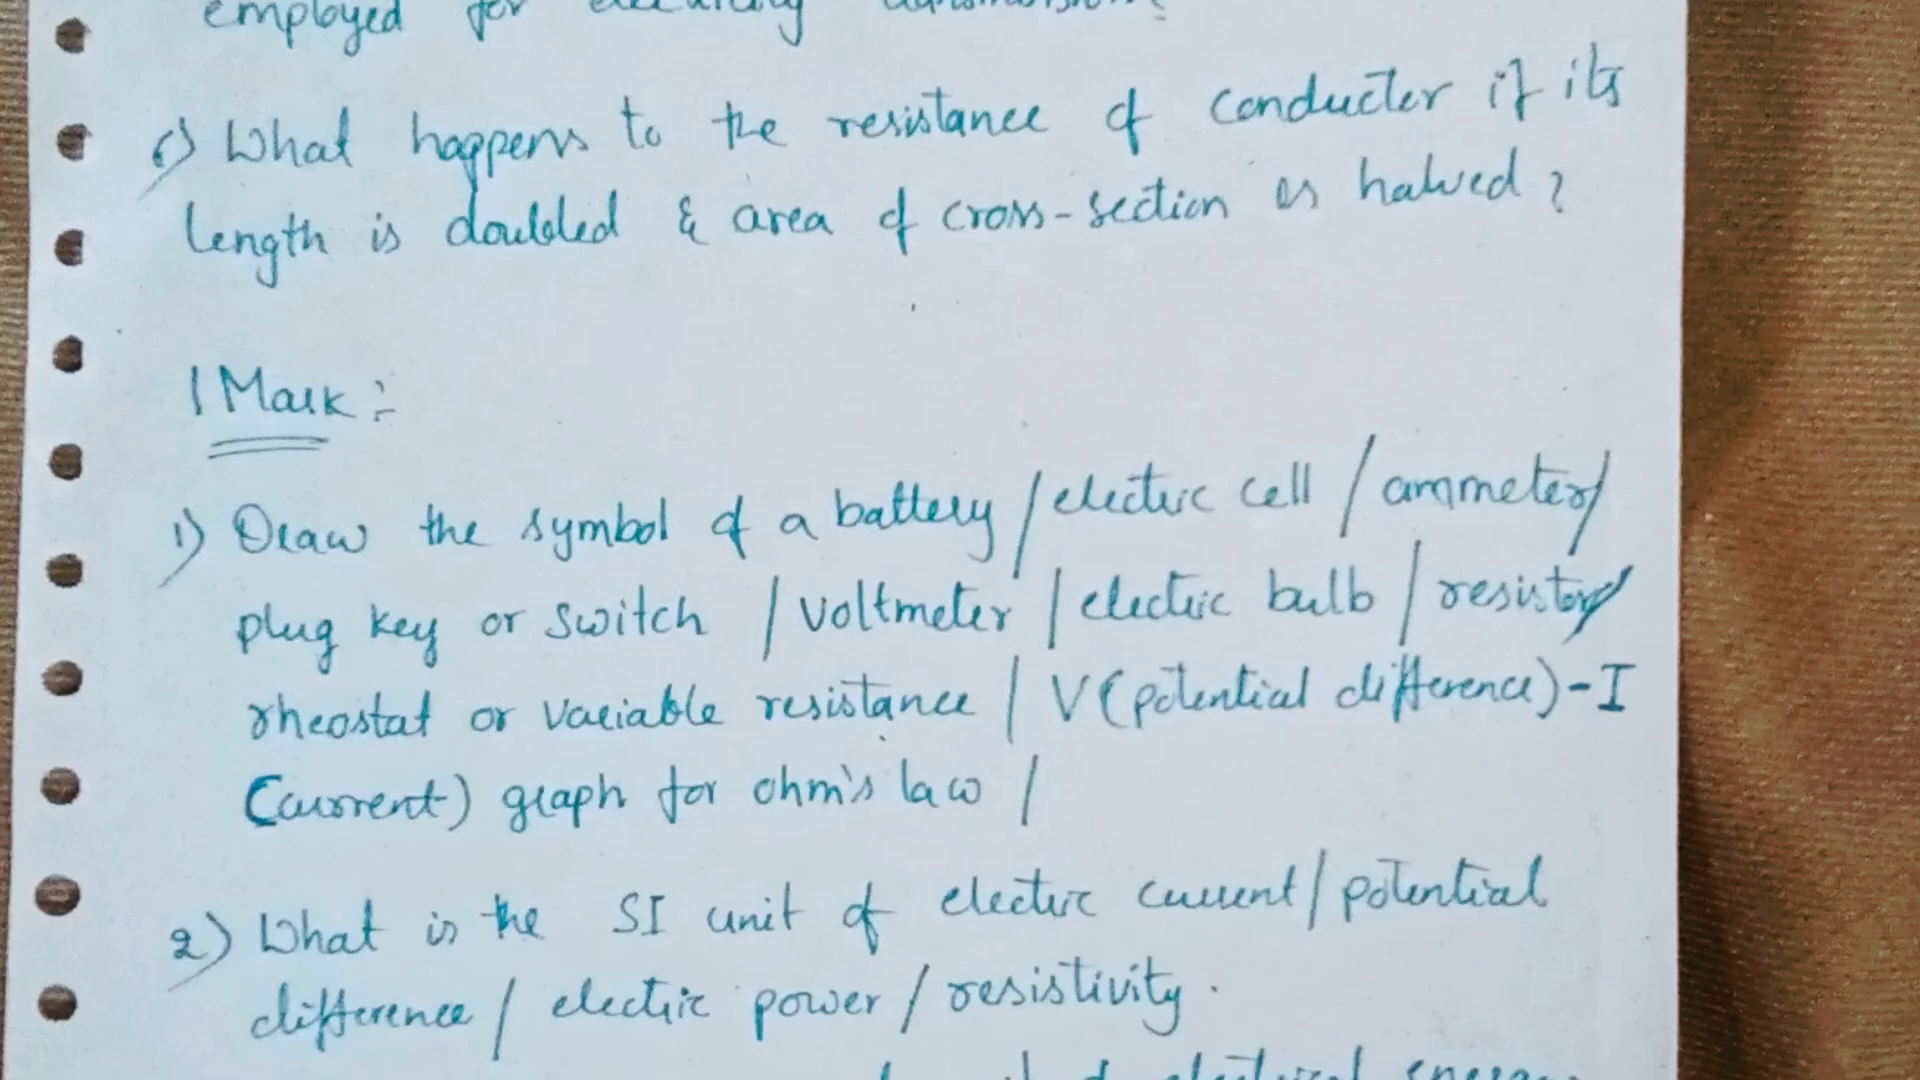 employed for
6) What happens to the resistance of conductor if its
length is doubled & area of cross-section is halved ?
1 Mark :-
1) Draw the symbol of a battery / electric cell / ammeter/
plug key or switch / voltmeter / electric bulb / resistor/
rheostat or variable resistance / V (potential difference) - I
(current) graph for ohm's law /
2) What is the SI unit of electric current / potential
difference / electric power / resistivity .